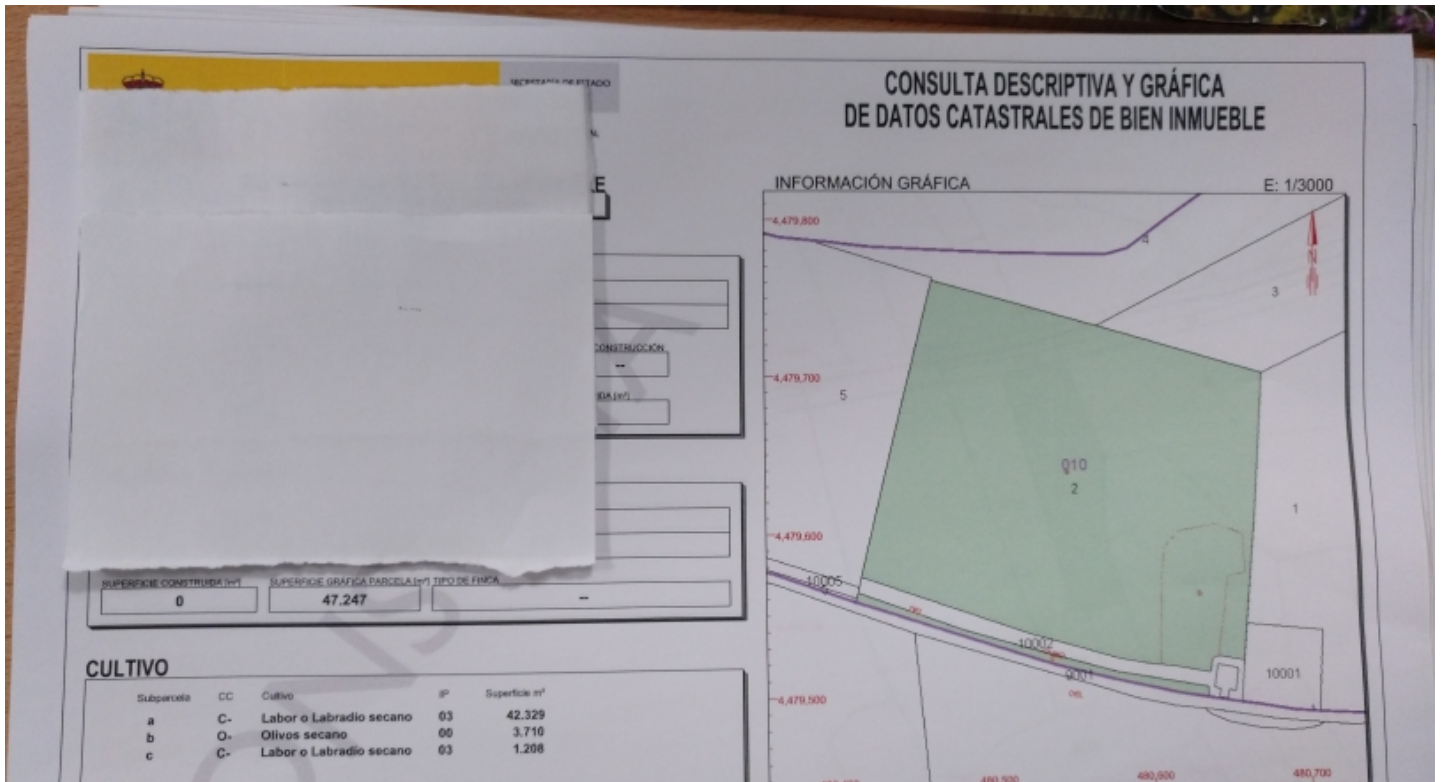 SECRETARÍA DE ESTADO
CONSULTA DESCRIPTIVA Y GRÁFICA
DE DATOS CATASTRALES DE BIEN INMUEBLE
LE
INFORMACIÓN GRÁFICA
E: 1/3000
4,479,800
4
N
3
CONSTRUCCIÓN
--
4,479,700
5
IDA [m²]
010
2
1
4,479,600
SUPERFICIE CONSTRUIDA [m²] SUPERFICIE GRÁFICA PARCELA [m²] TIPO DE FINCA
0 47.247 --
10005
10002
9001
10001
CULTIVO
Subparcela CC Cultivo IP Superficie m²
a C- Labor o Labradío secano 03 42.329
b O- Olivos secano 00 3.710
c C- Labor o Labradío secano 03 1.208
4,479,500
480,500
480,600
480,700